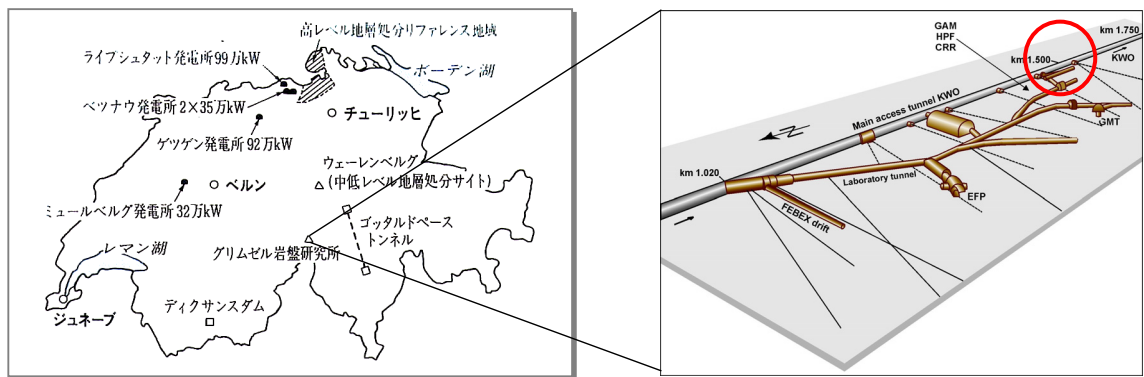 高レベル地層処分リファレンス地域
ライブシュタット発電所99万kW
ボーデン湖
ベツナウ発電所2×35万kW
チューリッヒ
ゲツゲン発電所92万kW
ウェーレンベルグ
(中低レベル地層処分サイト)
ベルン
ミュールベルグ発電所32万kW
ゴッタルドベース
トンネル
レマン湖
グリムゼル岩盤研究所
ディクサンスダム
ジュネーブ
GAM
HPF
CRR
km 1.750
km 1.500
KWO
Main access tunnel KWO
N
GMT
km 1.020
Laboratory tunnel
EFP
FEBEX drift